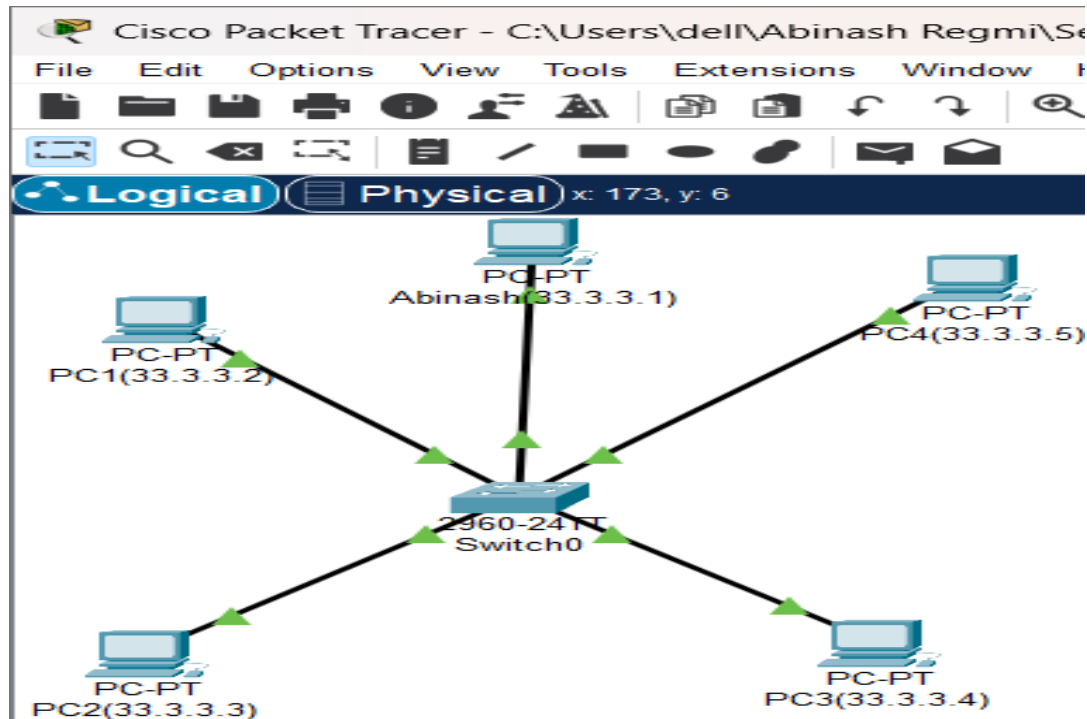 Cisco Packet Tracer - C:\Users\dell\Abinash Regmi\Se
File Edit Options View Tools Extensions Window
Logical Physical x: 173, y: 6
PC-PT
Abinash(33.3.3.1)
PC-PT
PC4(33.3.3.5)
PC-PT
PC1(33.3.3.2)
2960-24TT
Switch0
PC-PT
PC2(33.3.3.3)
PC-PT
PC3(33.3.3.4)